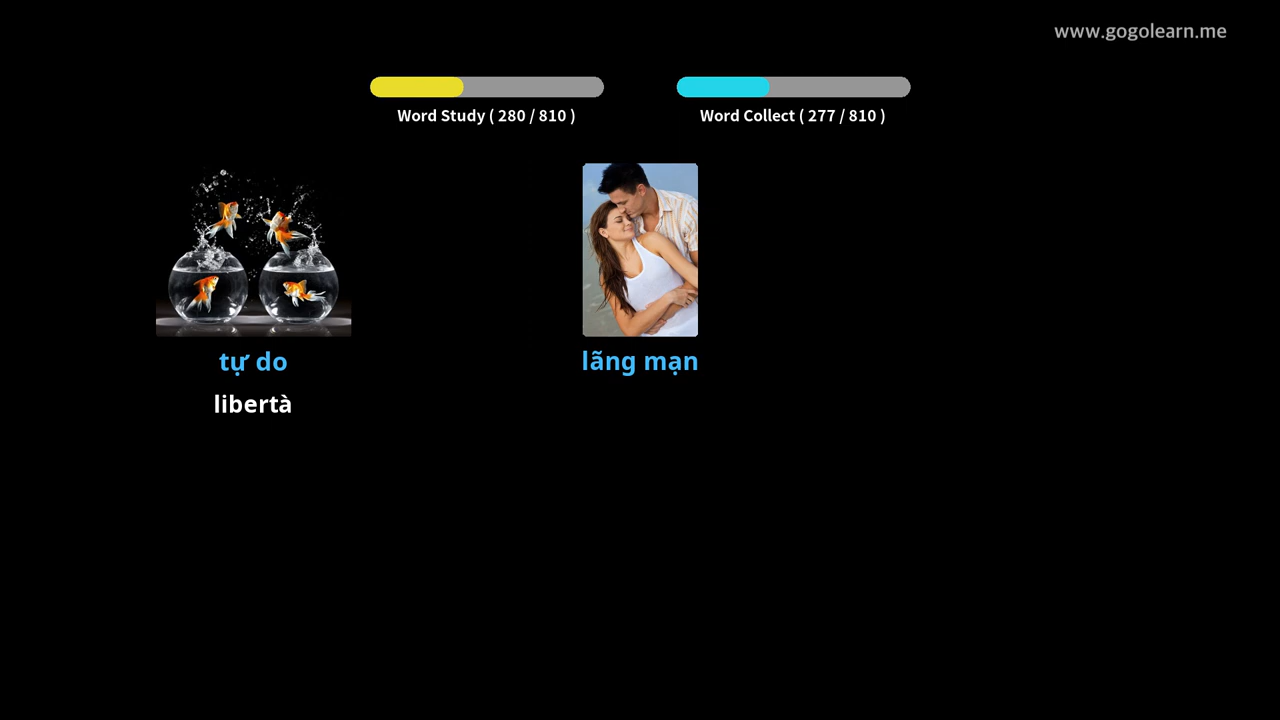 www.gogolearn.me
Word Study ( 280 / 810 )
Word Collect ( 277 / 810 )
tự do
libertà
lãng mạn